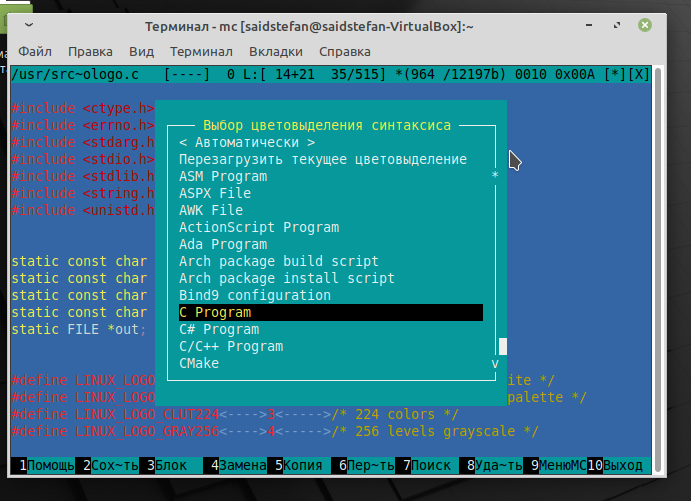 Терминал - mc [saidstefan@saidstefan-VirtualBox]:~
Файл Правка Вид Терминал Вкладки Справка
/usr/src~ologo.c [----] 0 L:[ 14+21 35/515] *(964 /12197b) 0010 0x00A [*][X]
#include <ctype.h>
#include <errno.h>
#include <stdarg.h
#include <stdio.h>
#include <stdlib.h
#include <string.h
#include <unistd.h
Выбор цветовыделения синтаксиса
< Автоматически >
Перезагрузить текущее цветовыделение
ASM Program *
ASPX File
AWK File
ActionScript Program
Ada Program
Arch package build script
Arch package install script
Bind9 configuration
C Program
C# Program
C/C++ Program
CMake v
static const char
static const char
static const char
static const char
static FILE *out;
#define LINUX_LOGO ite */
#define LINUX_LOGO palette */
#define LINUX_LOGO_CLUT224<---->3<----->/* 224 colors */
#define LINUX_LOGO_GRAY256<---->4<----->/* 256 levels grayscale */
1Помощь 2Сох~ть 3Блок 4Замена 5Копия 6Пер~ть 7Поиск 8Уда~ть 9МенюMC 10Выход